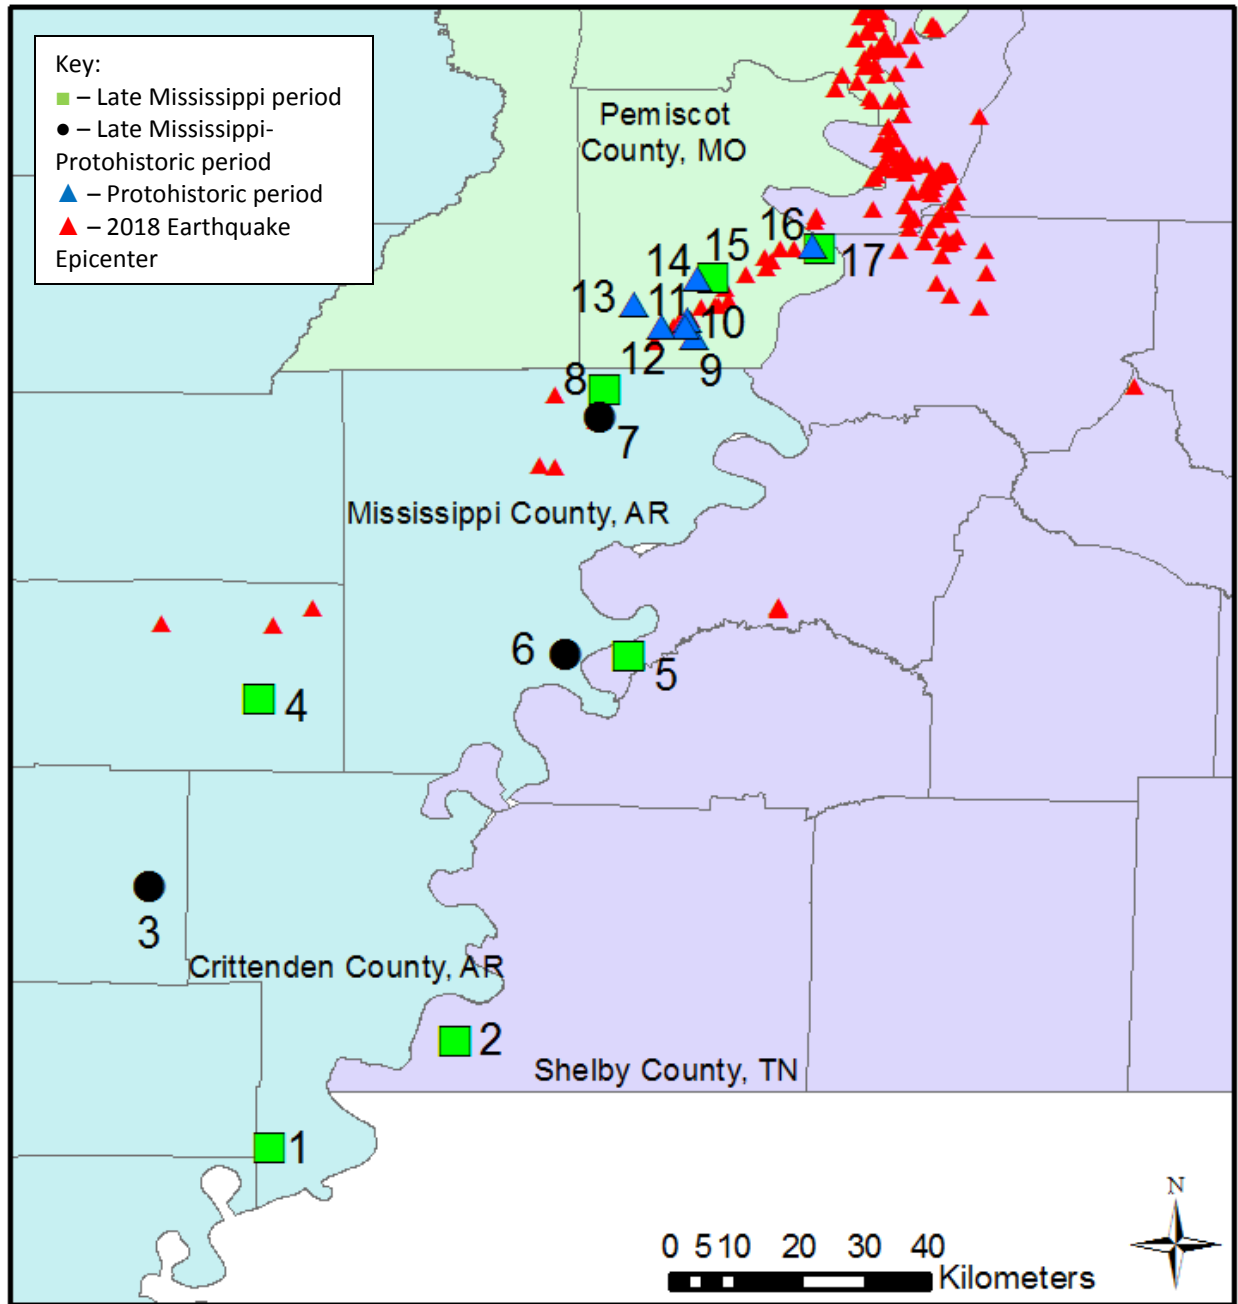 Key:
■ – Late Mississippi period
● – Late Mississippi-
Protohistoric period
▲ – Protohistoric period
▲ – 2018 Earthquake
Epicenter
Pemiscot
County, MO
16
15
17
14
13
11
10
12
9
8
7
Mississippi County, AR
6
5
4
3
Crittenden County, AR
2
Shelby County, TN
1
N
0 5 10 20 30 40
Kilometers